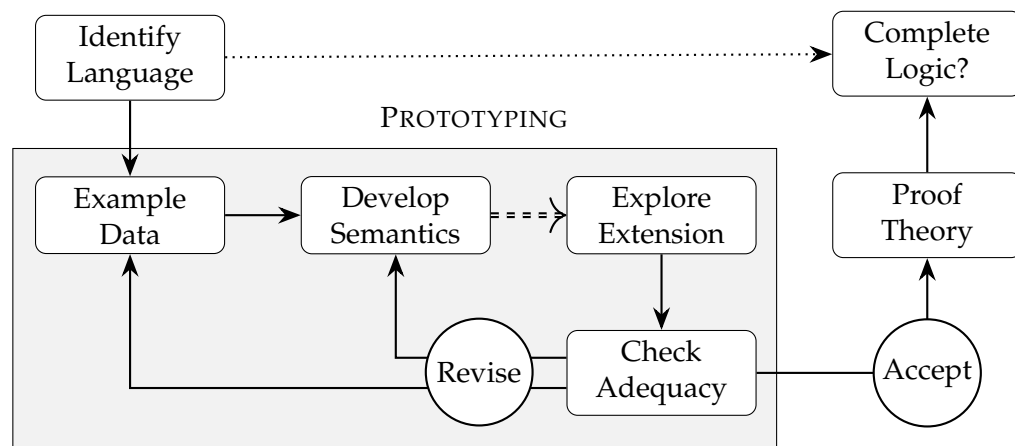 Identify
Language
Complete
Logic?
PROTOTYPING
Example
Data
Develop
Semantics
Explore
Extension
Proof
Theory
Revise
Check
Adequacy
Accept